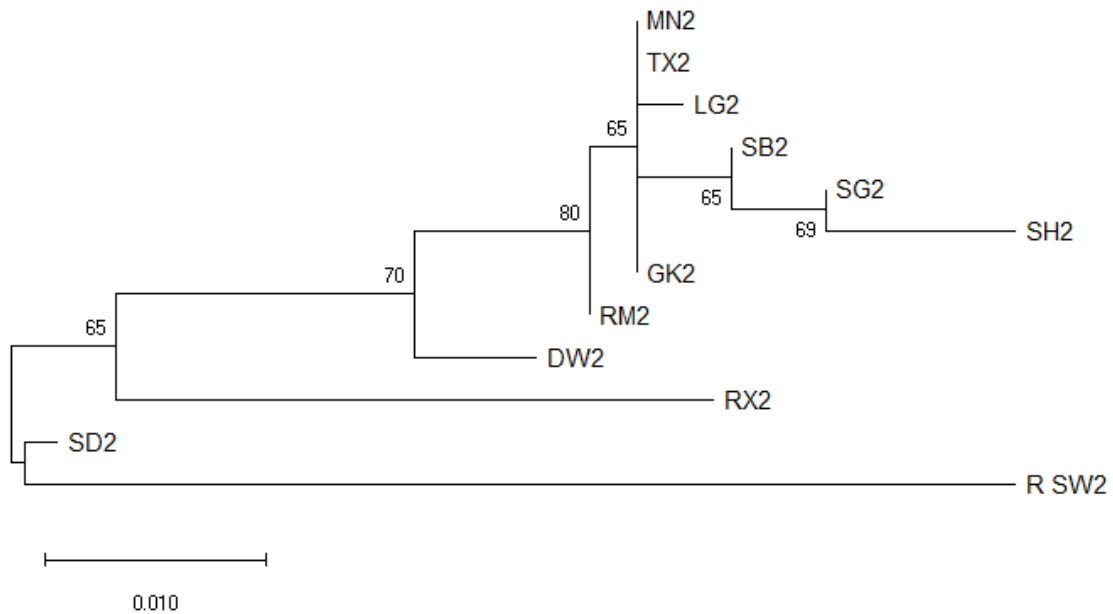 MN2
TX2
LG2
65
SB2
SG2
65
80
69
SH2
GK2
70
RM2
65
DW2
RX2
SD2
R SW2
0.010